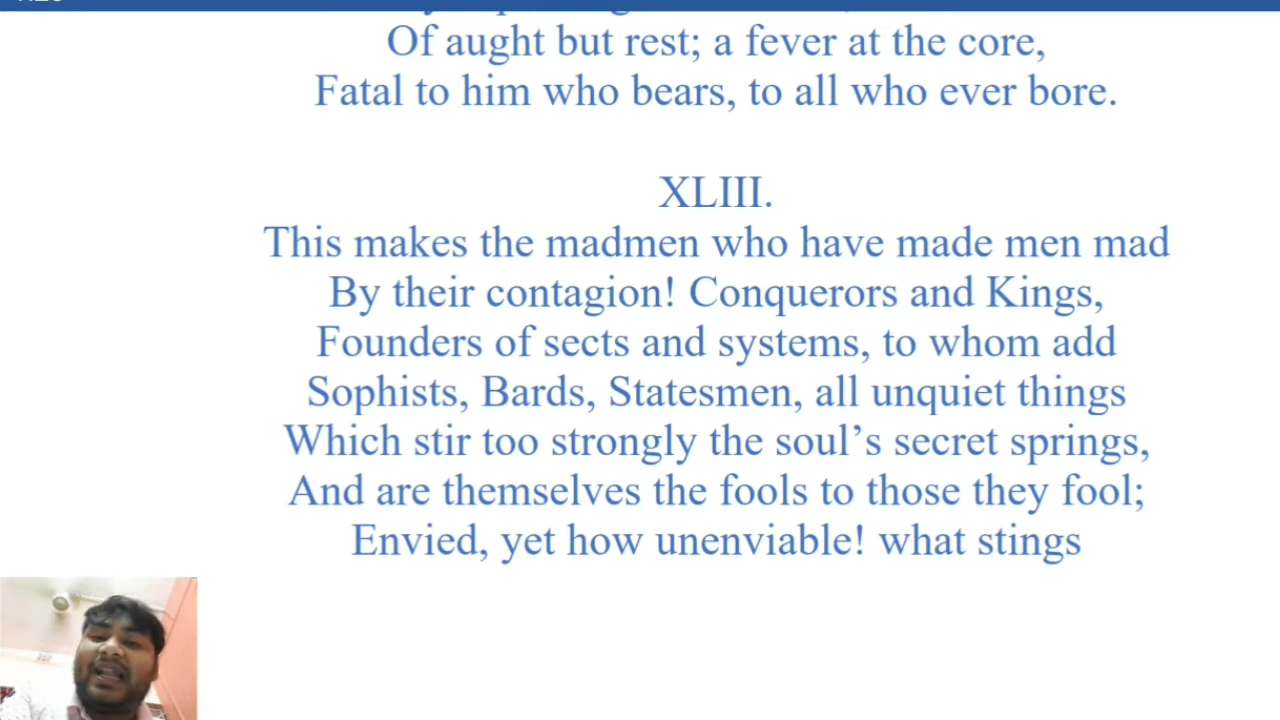 Of aught but rest; a fever at the core,
Fatal to him who bears, to all who ever bore.
XLIII.
This makes the madmen who have made men mad
By their contagion! Conquerors and Kings,
Founders of sects and systems, to whom add
Sophists, Bards, Statesmen, all unquiet things
Which stir too strongly the soul’s secret springs,
And are themselves the fools to those they fool;
Envied, yet how unenviable! what stings